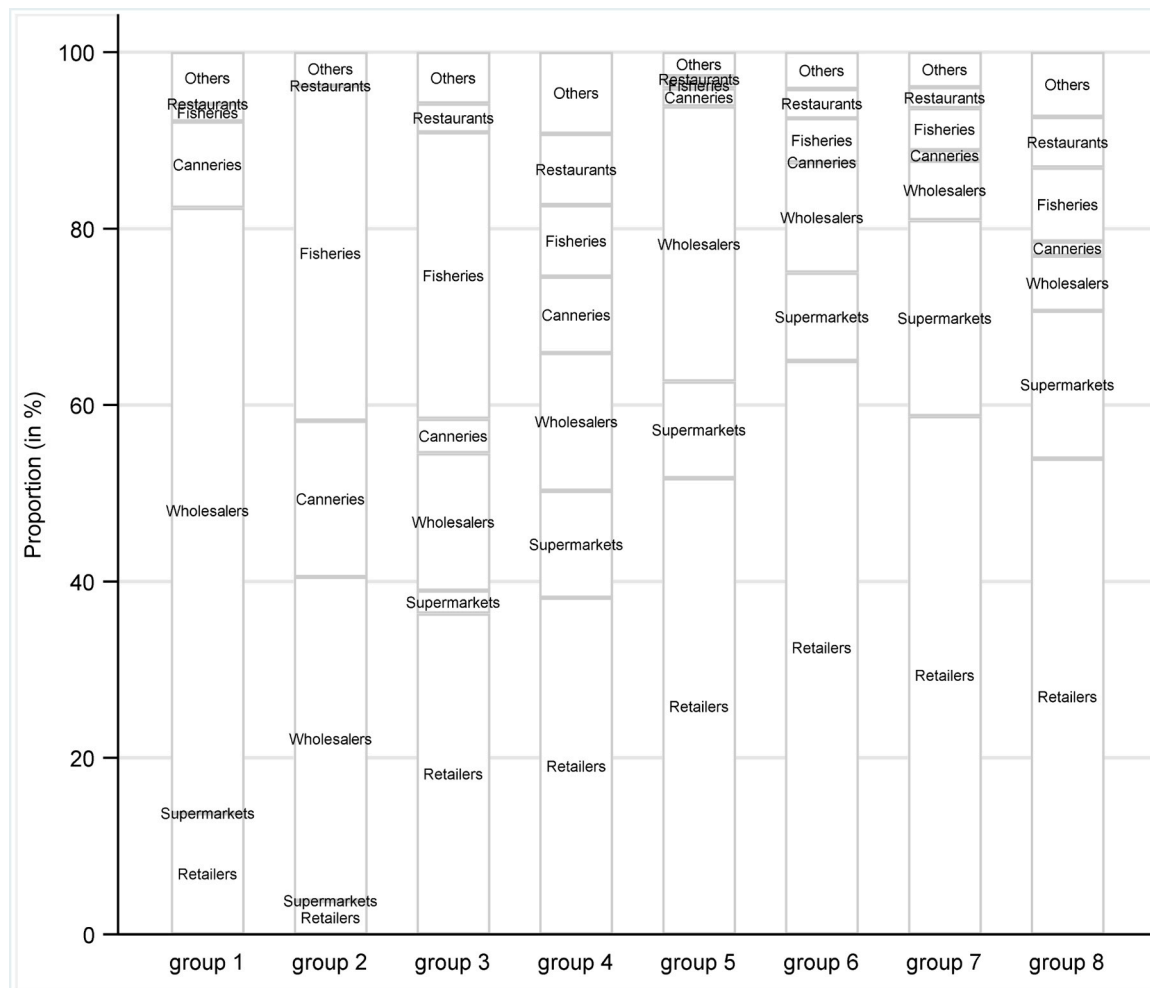 Proportion (in %)
100
80
60
40
20
0
Others
Restaurants
Fisheries
Canneries
Wholesalers
Supermarkets
Retailers
Others
Restaurants
Fisheries
Canneries
Wholesalers
Supermarkets
Retailers
Others
Restaurants
Fisheries
Canneries
Wholesalers
Supermarkets
Retailers
Others
Restaurants
Fisheries
Canneries
Wholesalers
Supermarkets
Retailers
Others
Restaurants
Fisheries
Canneries
Wholesalers
Supermarkets
Retailers
Others
Restaurants
Fisheries
Canneries
Wholesalers
Supermarkets
Retailers
Others
Restaurants
Fisheries
Canneries
Wholesalers
Supermarkets
Retailers
Others
Restaurants
Fisheries
Canneries
Wholesalers
Supermarkets
Retailers
group 1 group 2 group 3 group 4 group 5 group 6 group 7 group 8